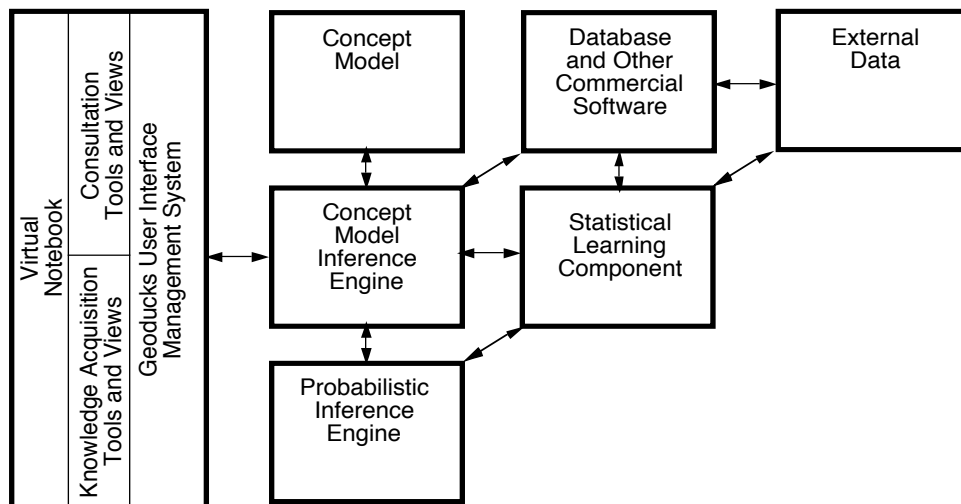 Virtual
Notebook
Consultation
Tools and Views
Knowledge Acquisition
Tools and Views
Geoducks User Interface
Management System
Concept
Model
Database
and Other
Commercial
Software
External
Data
Concept
Model
Inference
Engine
Statistical
Learning
Component
Probabilistic
Inference
Engine